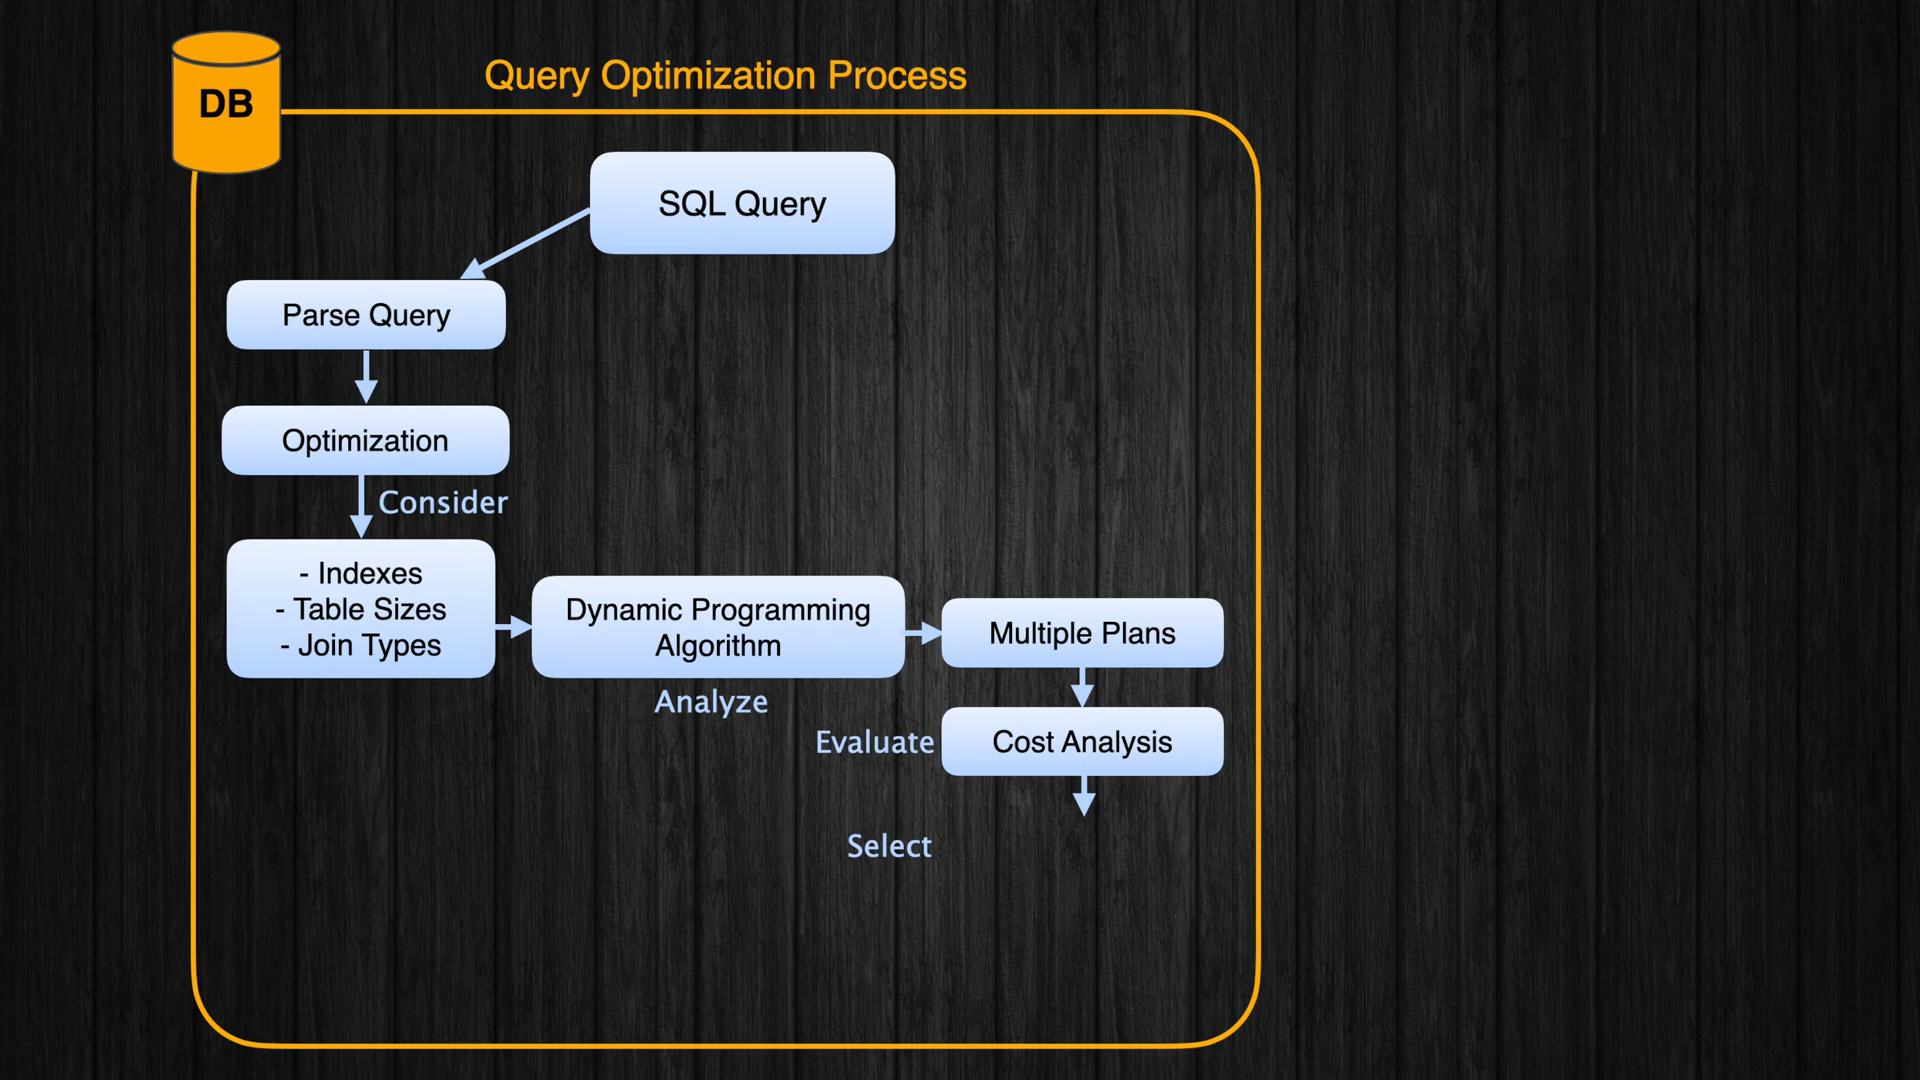 DB
Query Optimization Process
SQL Query
Parse Query
Optimization
Consider
- Indexes
- Table Sizes
- Join Types
Dynamic Programming
Algorithm
Analyze
Multiple Plans
Evaluate
Cost Analysis
Select